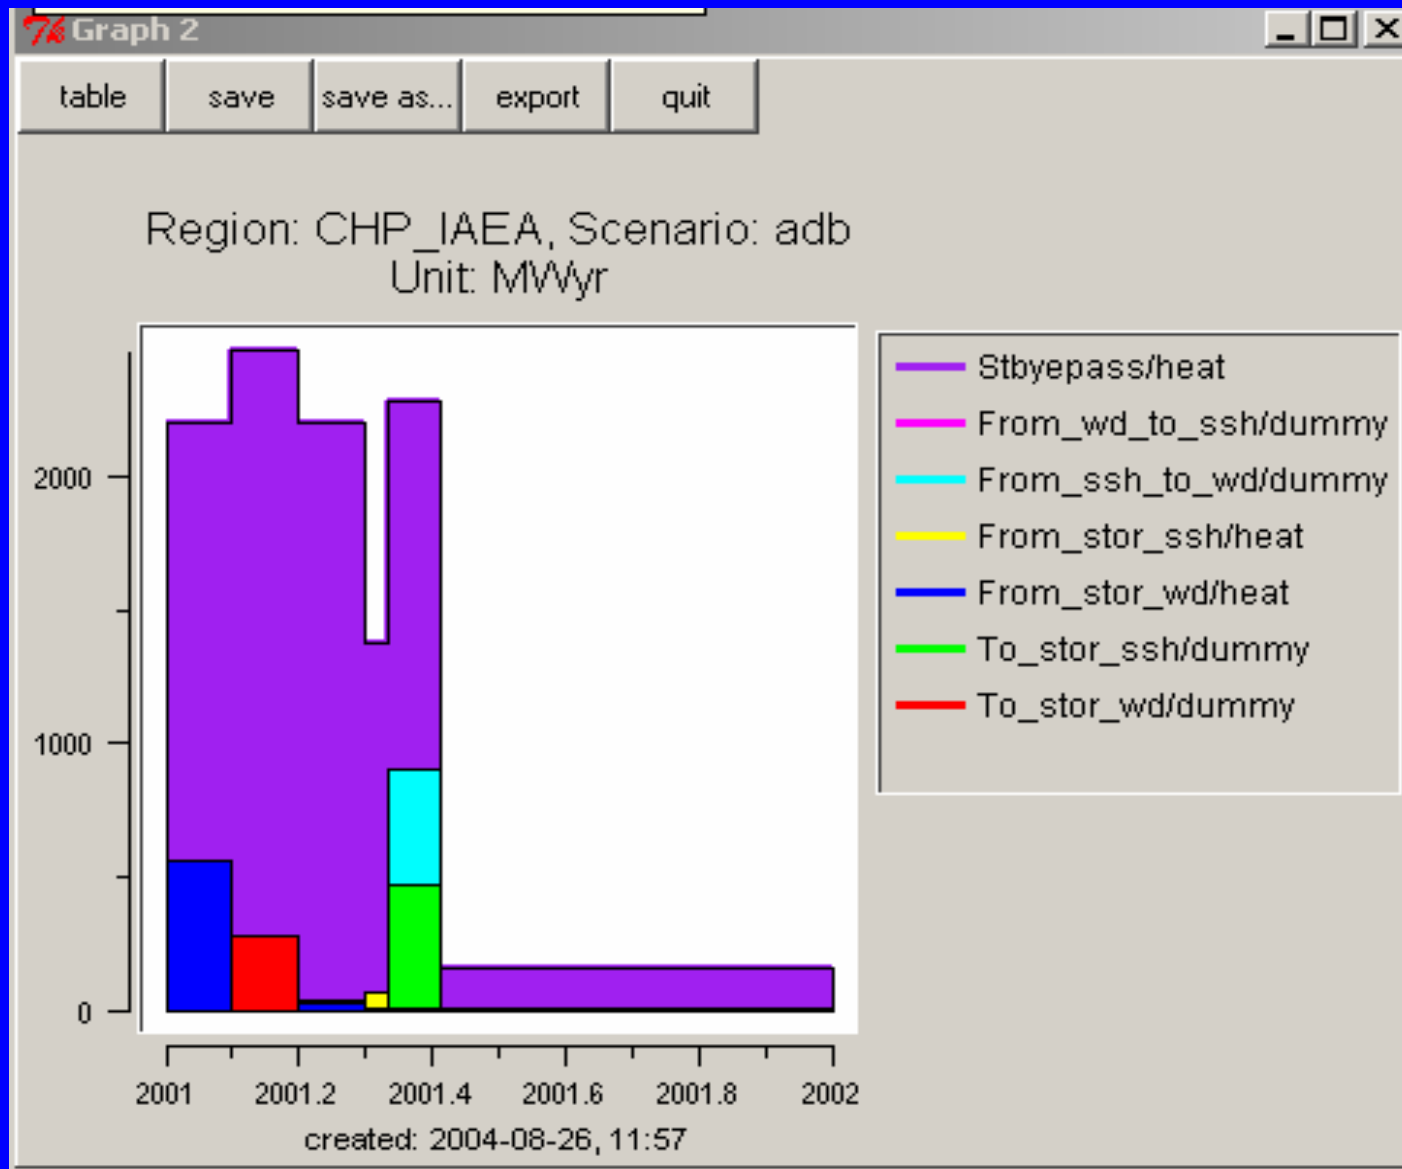 Graph 2
table save save as... export quit
Region: CHP_IAEA, Scenario: adb
Unit: MWyr
Stbyepass/heat
From_wd_to_ssh/dummy
From_ssh_to_wd/dummy
From_stor_ssh/heat
From_stor_wd/heat
To_stor_ssh/dummy
To_stor_wd/dummy
2000
1000
0
2001 2001.2 2001.4 2001.6 2001.8 2002
created: 2004-08-26, 11:57